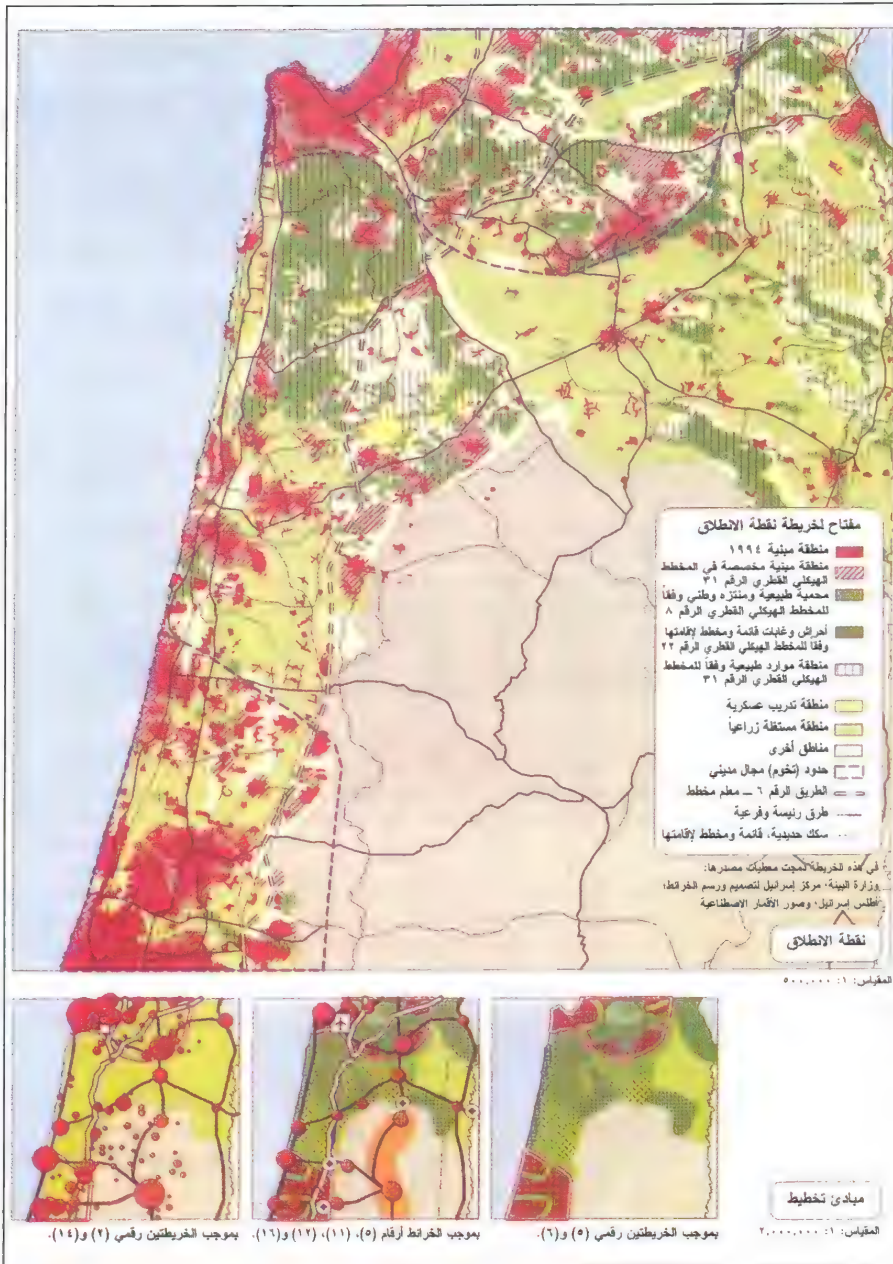 مفتاح لخريطة نقطة الانطلاق
منطقة مبنية ١٩٩٤
منطقة مبنية مخصصة في المخطط
الهيكلي القطري الرقم ٣١
محمية طبيعية ومنتزه وطني وفقاً
للمخطط الهيكلي القطري الرقم ٨
أحراش وغابات قائمة ومخطط لإقامتها
وفقاً للمخطط الهيكلي القطري الرقم ٢٢
منطقة موارد طبيعية وفقاً للمخطط
الهيكلي القطري الرقم ٣١
منطقة تدريب عسكرية
منطقة مستغلة زراعياً
مناطق أخرى
حدود (تخوم) مجال مديني
الطريق الرقم ٦ – معلم مخطط
طرق رئيسة وفرعية
سكك حديدية، قائمة ومخطط لإقامتها
في هذه الخريطة دمجت معطيات مصدرها:
وزارة البيئة، مركز إسرائيل لتصميم ورسم الخرائط؛
أطلس إسرائيل، وصور الأقمار الاصطناعية
نقطة الانطلاق
المقياس: ١: ٥٠٠,٠٠٠
بموجب الخريطتين رقمي (٥) و(٦).
بموجب الخرائط أرقام (٥)، (١١)، (١٢) و(١٦).
بموجب الخريطتين رقمي (٢) و(١٤).
مبادئ تخطيط
المقياس: ١: ٢,٠٠٠,٠٠٠